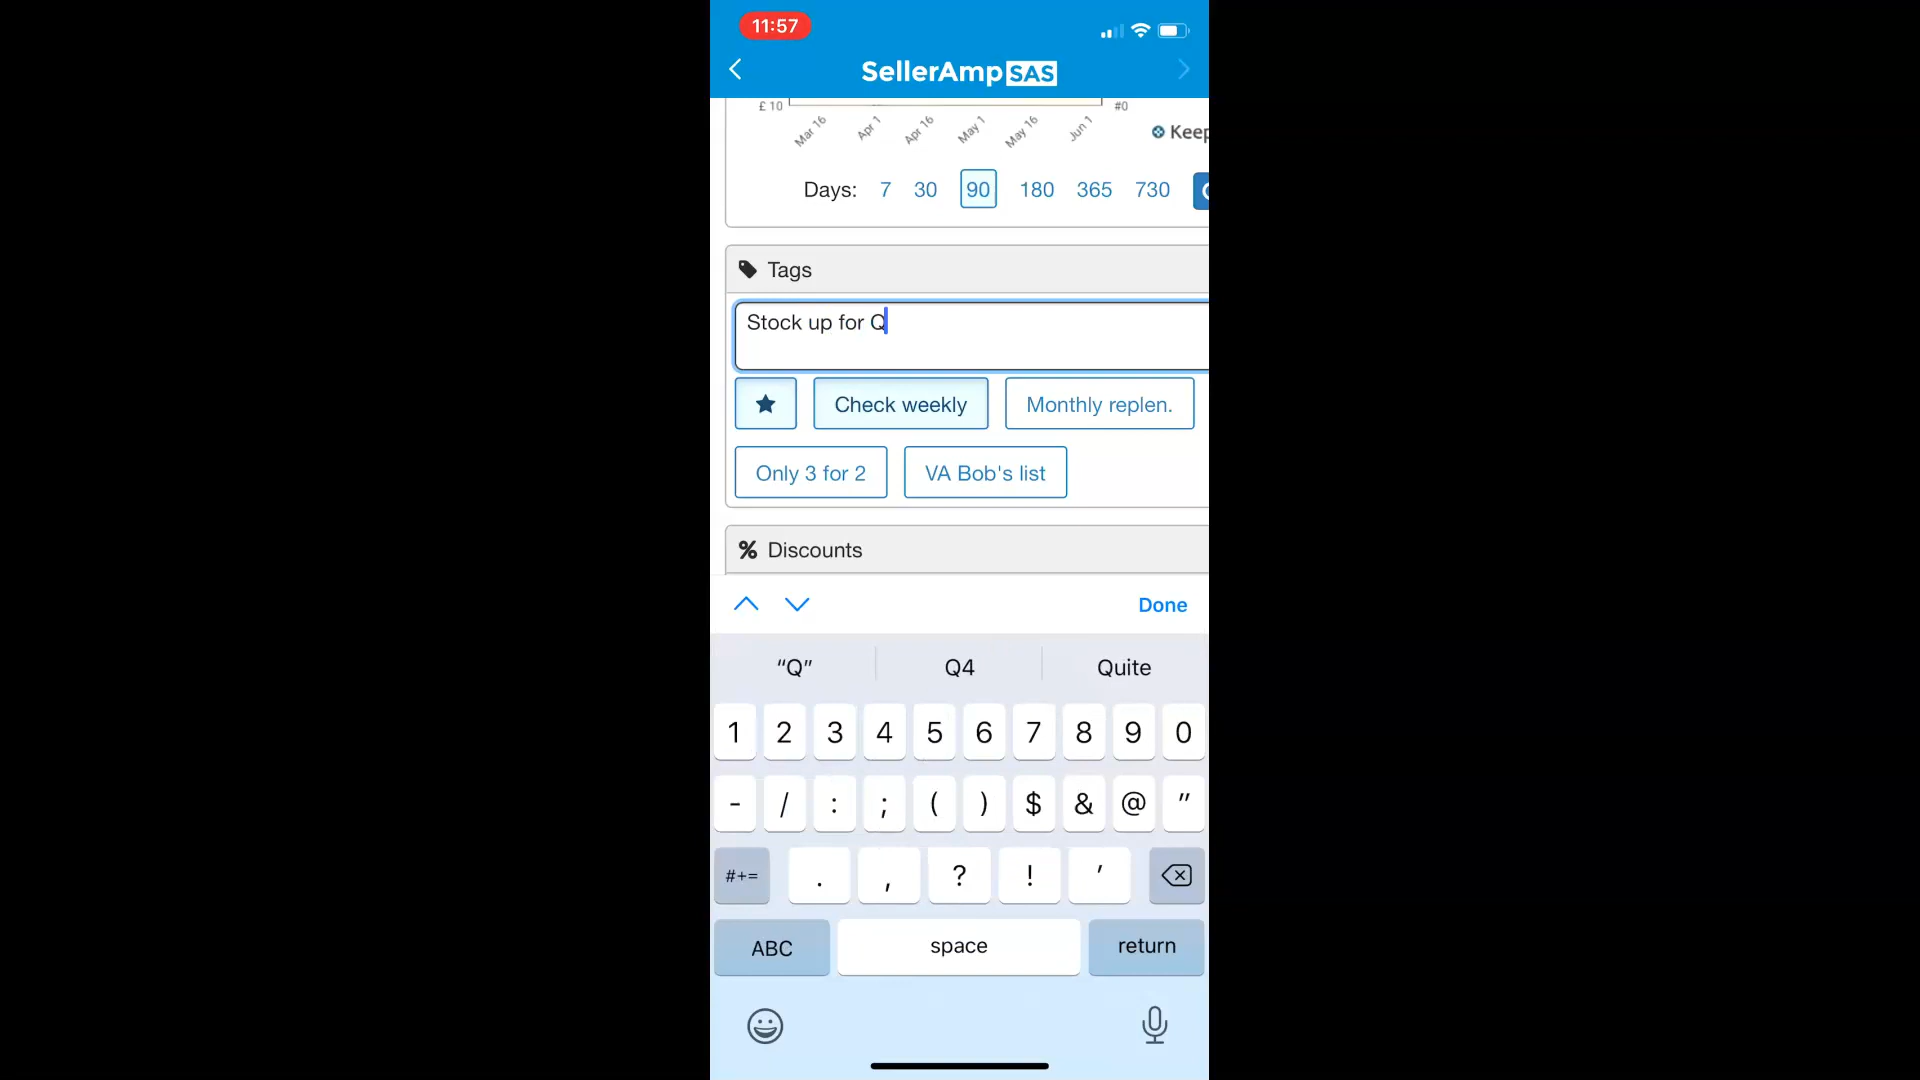 11:57
SellerAmp SAS
£ 10
#0
Mar 16
Apr 1
Apr 16
May 1
May 16
Jun 1
Days: 7 30 90 180 365 730
Tags
Stock up for Q
Check weekly
Monthly replen.
Only 3 for 2
VA Bob's list
% Discounts
Done
“Q” Q4 Quite
1 2 3 4 5 6 7 8 9 0
- / : ; ( ) $ & @ "
#+= . , ? ! '
ABC space return